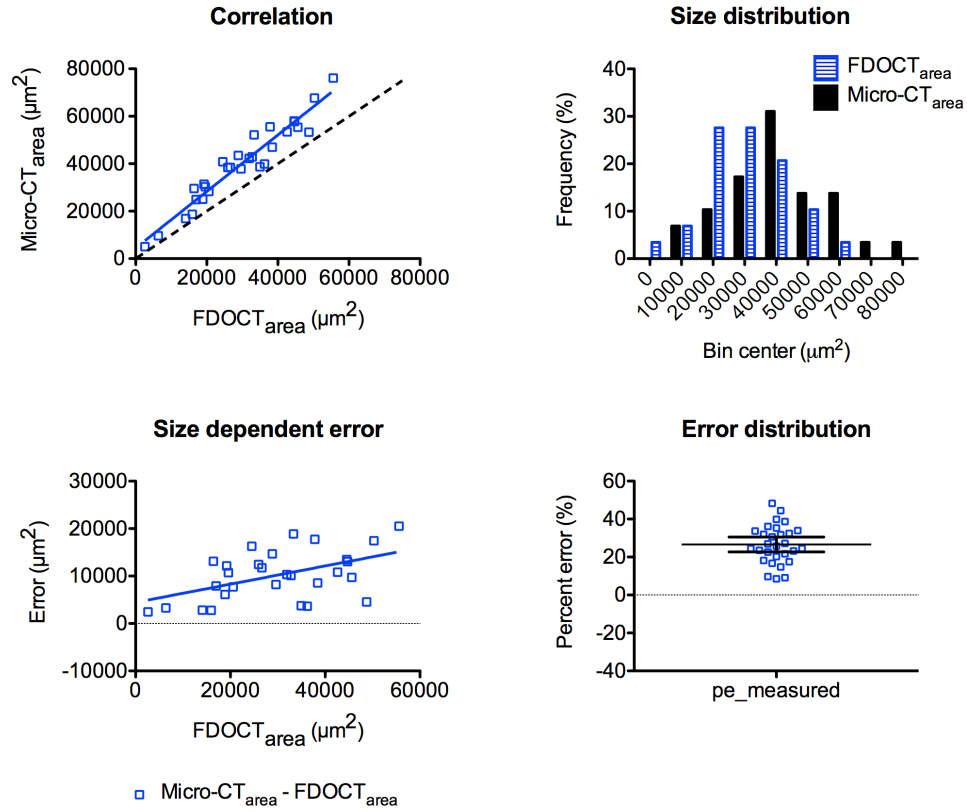 Correlation
80000
60000
40000
20000
0
0 20000 40000 60000 80000
Micro-CTarea (µm2)
FDOCTarea (µm2)
Size distribution
FDOCTarea
Micro-CTarea
40
30
20
10
0
0 10000 20000 30000 40000 50000 60000 70000 80000
Frequency (%)
Bin center (µm2)
Size dependent error
30000
20000
10000
0
-10000
0 20000 40000 60000
Error (µm2)
FDOCTarea (µm2)
Micro-CTarea - FDOCTarea
Error distribution
60
40
20
0
-20
-40
Percent error (%)
pe_measured